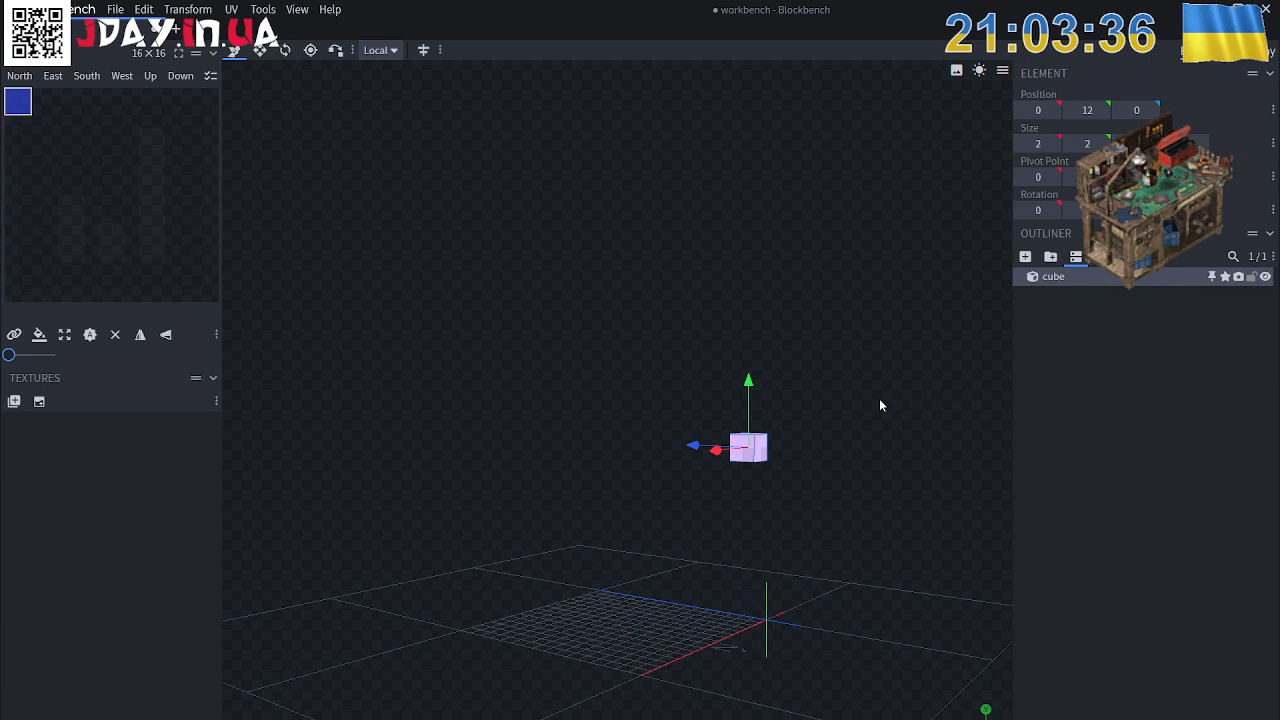 bench File Edit Transform UV Tools View Help
workbench - Blockbench
JDAY.in.UA
21:03:36
16×16
Local
North East South West Up Down
ELEMENT
Position
0 12 0
Size
2 2
Pivot Point
0
Rotation
0
OUTLINER
1/1
cube
TEXTURES
Y